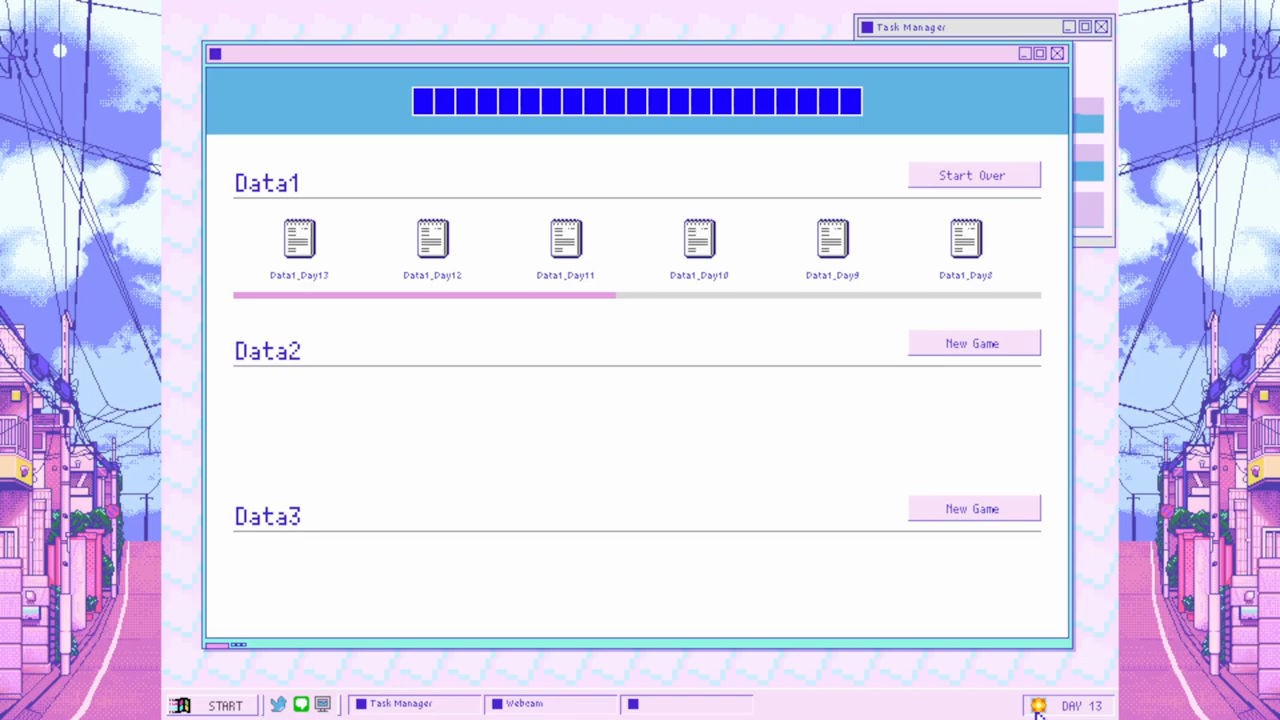 Task Manager
Data1
Start Over
Data1_Day13
Data1_Day12
Data1_Day11
Data1_Day10
Data1_Day9
Data1_Day8
Data2
New Game
Data3
New Game
START
Task Manager
Webcam
DAY 13